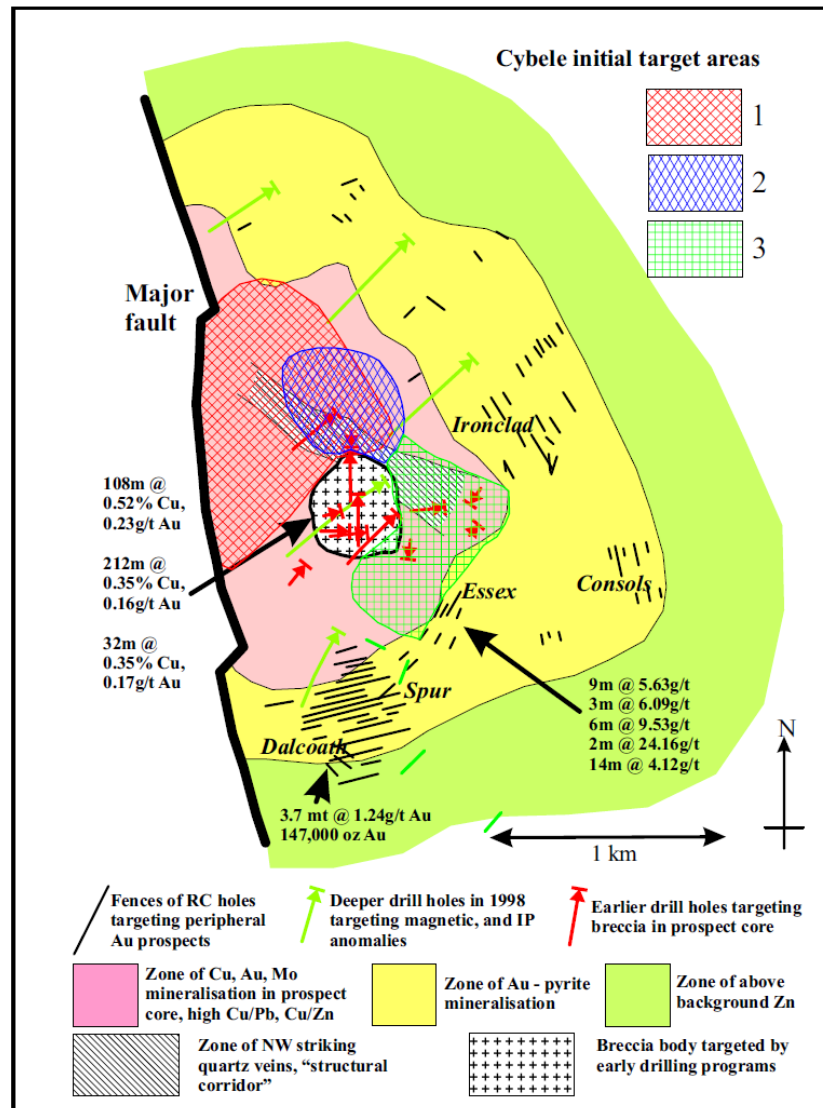 Cybele initial target areas
1
2
3
Major
fault
Ironclad
108m @
0.52% Cu,
0.23g/t Au
212m @
0.35% Cu,
0.16g/t Au
32m @
0.35% Cu,
0.17g/t Au
Essex
Consols
Spur
Dalcoath
9m @ 5.63g/t
3m @ 6.09g/t
6m @ 9.53g/t
2m @ 24.16g/t
14m @ 4.12g/t
N
3.7 mt @ 1.24g/t Au
147,000 oz Au
1 km
Fences of RC holes
targeting peripheral
Au prospects
Deeper drill holes in 1998
targeting magnetic, and IP
anomalies
Earlier drill holes targeting
breccia in prospect core
Zone of Cu, Au, Mo
mineralisation in prospect
core, high Cu/Pb, Cu/Zn
Zone of Au - pyrite
mineralisation
Zone of above
background Zn
Zone of NW striking
quartz veins, “structural
corridor”
Breccia body targeted by
early drilling programs